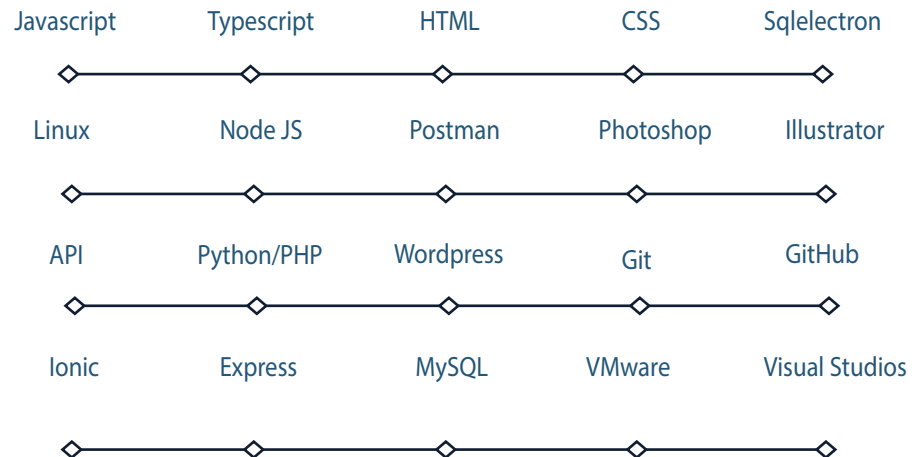 Javascript Typescript HTML CSS Sqlelectron
Linux Node JS Postman Photoshop Illustrator
API Python/PHP Wordpress Git GitHub
Ionic Express MySQL VMware Visual Studios